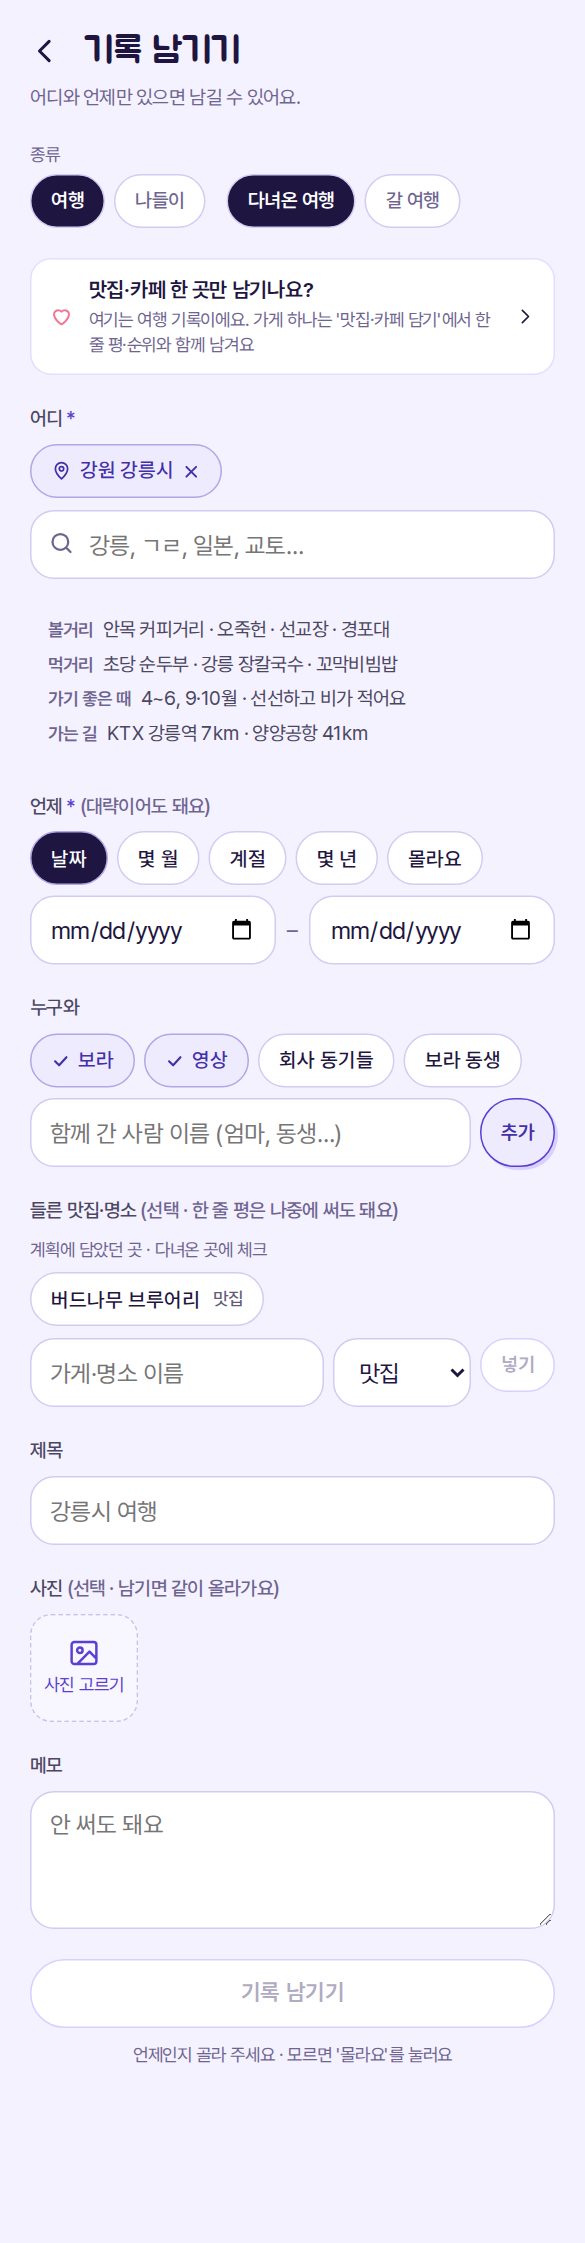 기록 남기기
어디와 언제만 있으면 남길 수 있어요.
종류
여행 나들이 다녀온 여행 갈 여행
맛집·카페 한 곳만 남기나요?
여기는 여행 기록이에요. 가게 하나는 '맛집·카페 담기'에서 한
줄 평·순위와 함께 남겨요
어디 *
강원 강릉시 ×
강릉, ㄱㄹ, 일본, 교토...
볼거리 안목 커피거리 · 오죽헌 · 선교장 · 경포대
먹거리 초당 순두부 · 강릉 장칼국수 · 꼬막비빔밥
가기 좋은 때 4~6, 9·10월 · 선선하고 비가 적어요
가는 길 KTX 강릉역 7km · 양양공항 41km
언제 * (대략이어도 돼요)
날짜 몇 월 계절 몇 년 몰라요
mm/dd/yyyy – mm/dd/yyyy
누구와
보라 영상 회사 동기들 보라 동생
함께 간 사람 이름 (엄마, 동생...) 추가
들른 맛집·명소 (선택 · 한 줄 평은 나중에 써도 돼요)
계획에 담았던 곳 · 다녀온 곳에 체크
버드나무 브루어리 맛집
가게·명소 이름 맛집 넣기
제목
강릉시 여행
사진 (선택 · 남기면 같이 올라가요)
사진 고르기
메모
안 써도 돼요
기록 남기기
언제인지 골라 주세요 · 모르면 '몰라요'를 눌러요